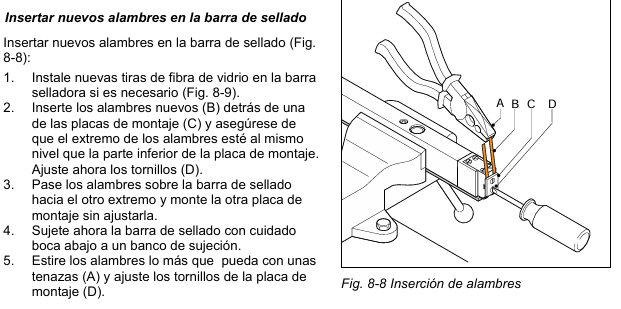 Insertar nuevos alambres en la barra de sellado
Insertar nuevos alambres en la barra de sellado (Fig.
8-8):
1. Instale nuevas tiras de fibra de vidrio en la barra
selladora si es necesario (Fig. 8-9).
2. Inserte los alambres nuevos (B) detrás de una
de las placas de montaje (C) y asegúrese de
que el extremo de los alambres esté al mismo
nivel que la parte inferior de la placa de montaje.
Ajuste ahora los tornillos (D).
3. Pase los alambres sobre la barra de sellado
hacia el otro extremo y monte la otra placa de
montaje sin ajustarla.
4. Sujete ahora la barra de sellado con cuidado
boca abajo a un banco de sujeción.
5. Estire los alambres lo más que pueda con unas
tenazas (A) y ajuste los tornillos de la placa de
montaje (D).
A B C D
Fig. 8-8 Inserción de alambres